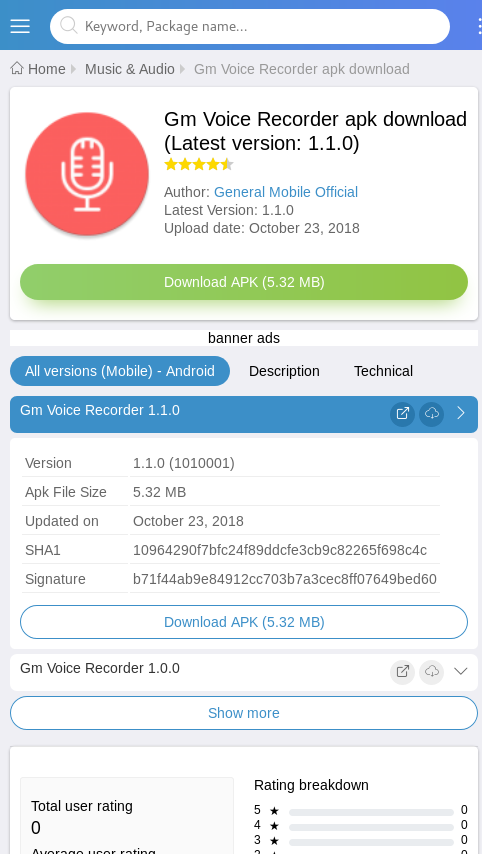 Keyword, Package name...
Home Music & Audio Gm Voice Recorder apk download
Gm Voice Recorder apk download
(Latest version: 1.1.0)
Author: General Mobile Official
Latest Version: 1.1.0
Upload date: October 23, 2018
Download APK (5.32 MB)
banner ads
All versions (Mobile) - Android Description Technical
Gm Voice Recorder 1.1.0
Version 1.1.0 (1010001)
Apk File Size 5.32 MB
Updated on October 23, 2018
SHA1 10964290f7bfc24f89ddcfe3cb9c82265f698c4c
Signature b71f44ab9e84912cc703b7a3cec8ff07649bed60
Download APK (5.32 MB)
Gm Voice Recorder 1.0.0
Show more
Total user rating
0
Average user rating
Rating breakdown
5 ★ 0
4 ★ 0
3 ★ 0